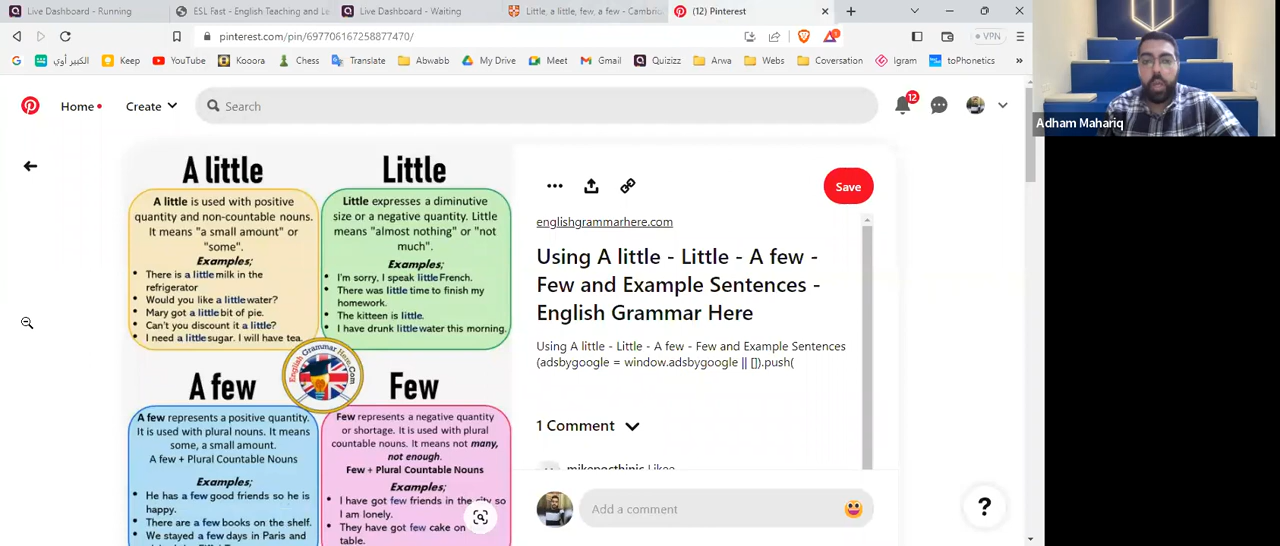 Live Dashboard - Running
ESL Fast - English Teaching and Le
Live Dashboard - Waiting
Little, a little, few, a few - Cambri
(12) Pinterest
pinterest.com/pin/697706167258877470/
VPN
الكبير أوي
Keep
YouTube
Kooora
Chess
Translate
Abwabb
My Drive
Meet
Gmail
Quizizz
Arwa
Webs
Coversation
Igram
toPhonetics
Adham Mahariq
Home
Create
Search
12
A little
A little is used with positive
quantity and non-countable nouns.
It means "a small amount" or
"some".
Examples;
There is a little milk in the
refrigerator
Would you like a little water?
Mary got a little bit of pie.
Can't you discount it a little?
I need a little sugar. I will have tea.
Little
Little expresses a diminutive
size or a negative quantity. Little
means "almost nothing" or "not
much".
Examples;
I'm sorry, I speak little French.
There was little time to finish my
homework.
The kitteen is little.
I have drunk little water this morning.
English Grammar Here.Com
A few
A few represents a positive quantity.
It is used with plural nouns. It means
some, a small amount.
A few + Plural Countable Nouns
Examples;
He has a few good friends so he is
happy.
There are a few books on the shelf.
We stayed a few days in Paris and
Few
Few represents a negative quantity
or shortage. It is used with plural
countable nouns. It means not many,
not enough.
Few + Plural Countable Nouns
Examples;
I have got few friends in the city so
I am lonely.
They have got few cake on
table.
Save
englishgrammarhere.com
Using A little - Little - A few -
Few and Example Sentences -
English Grammar Here
Using A little - Little - A few - Few and Example Sentences
(adsbygoogle = window.adsbygoogle || []).push(
1 Comment
Add a comment
?